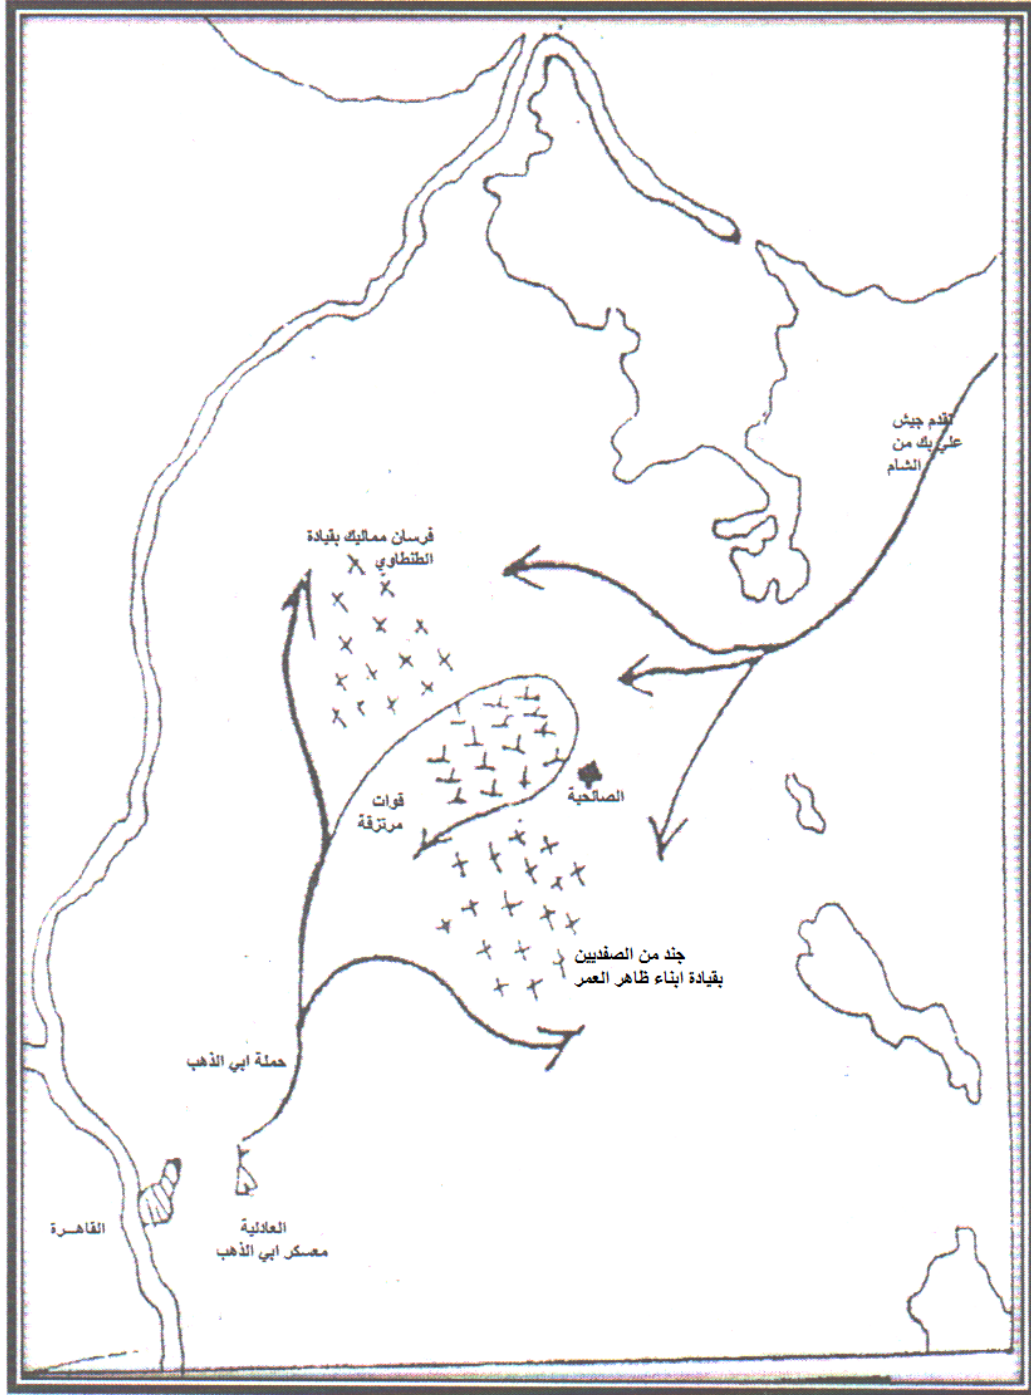 تقدم جيش
علي بك من
الشام
فرسان مماليك بقيادة
الطنطاوي
الصالحية
قوات
مرتزقة
جند من الصفديين
بقيادة ابناء ظاهر العمر
حملة ابي الذهب
القاهرة
العادلية
معسكر ابي الذهب